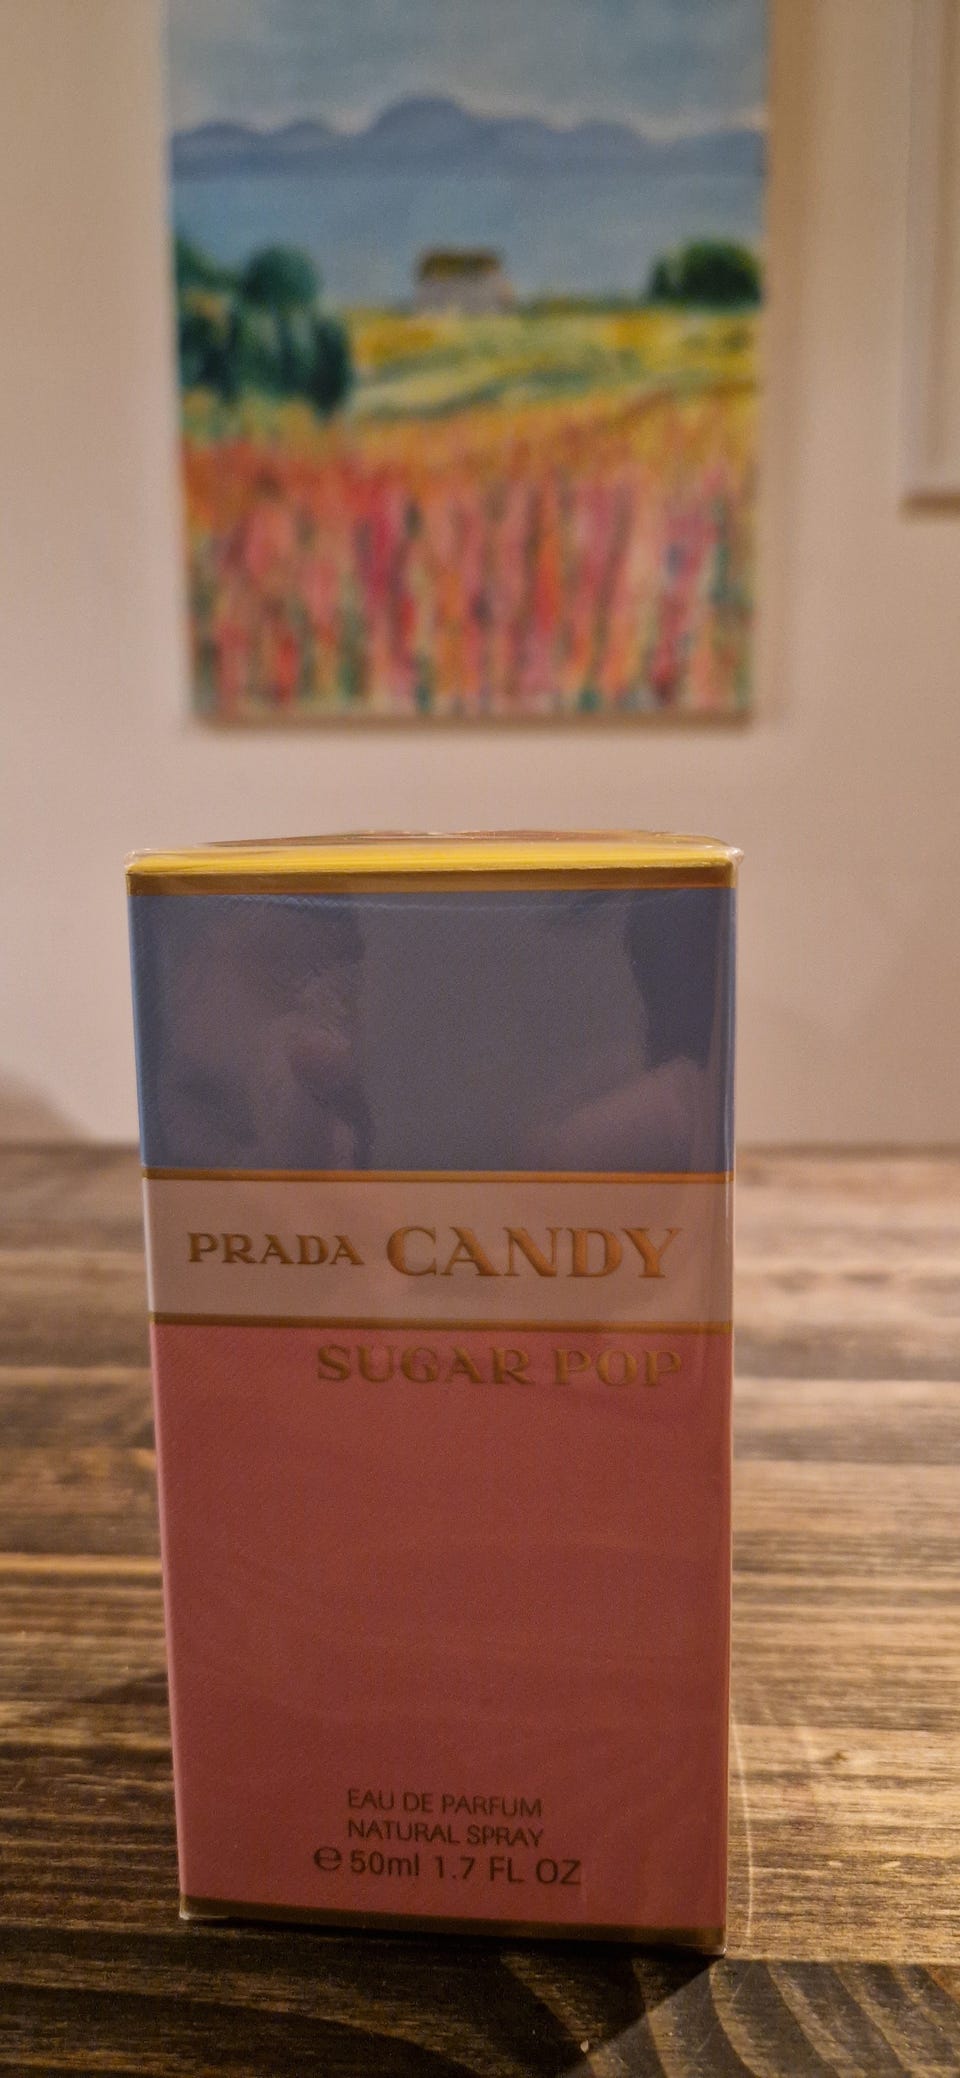 PRADA CANDY
SUGAR POP
EAU DE PARFUM
NATURAL SPRAY
℮ 50ml 1.7 FL OZ